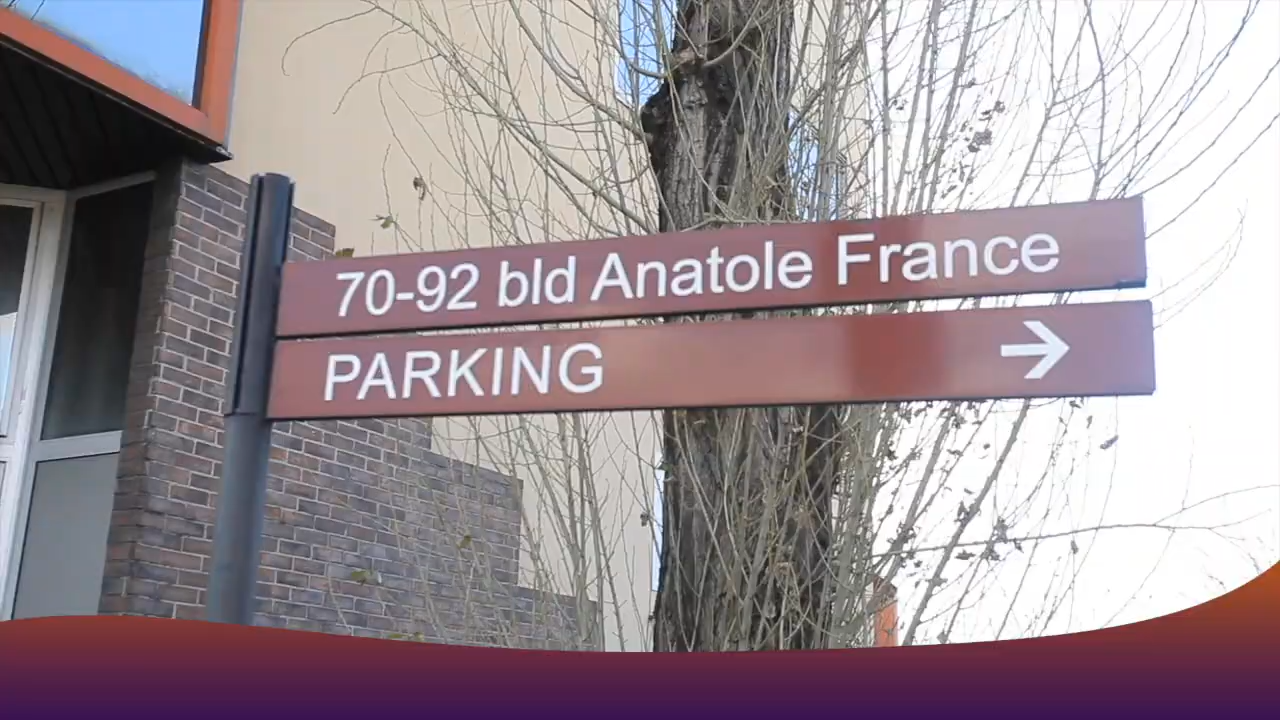 70-92 bld Anatole France
PARKING →